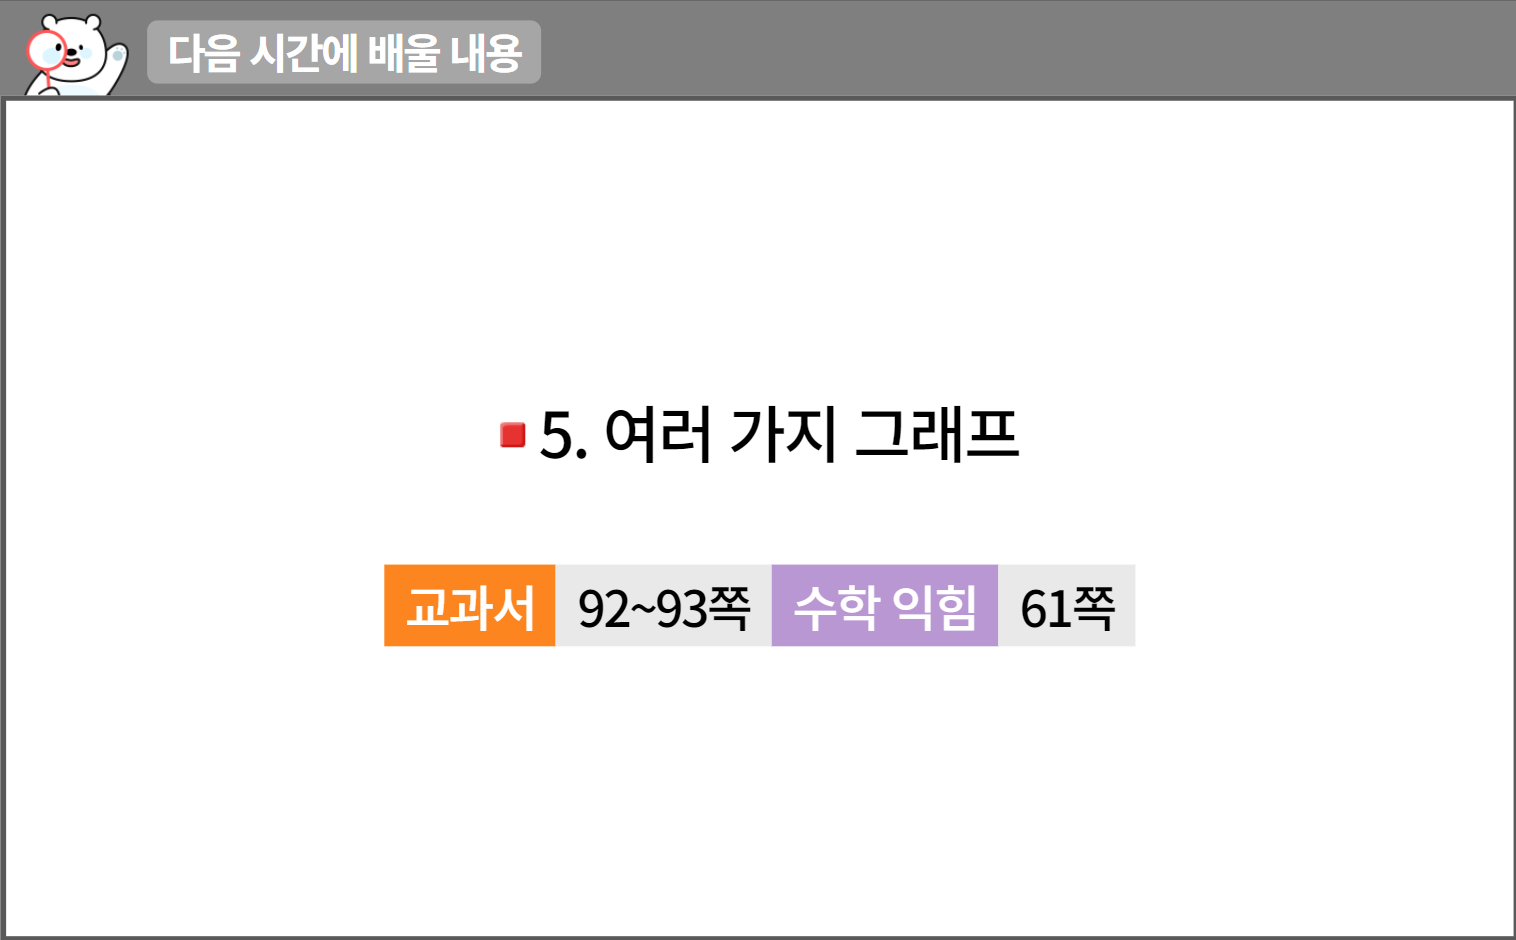 다음 시간에 배울 내용
5. 여러 가지 그래프
교과서 92~93쪽 수학 익힘 61쪽